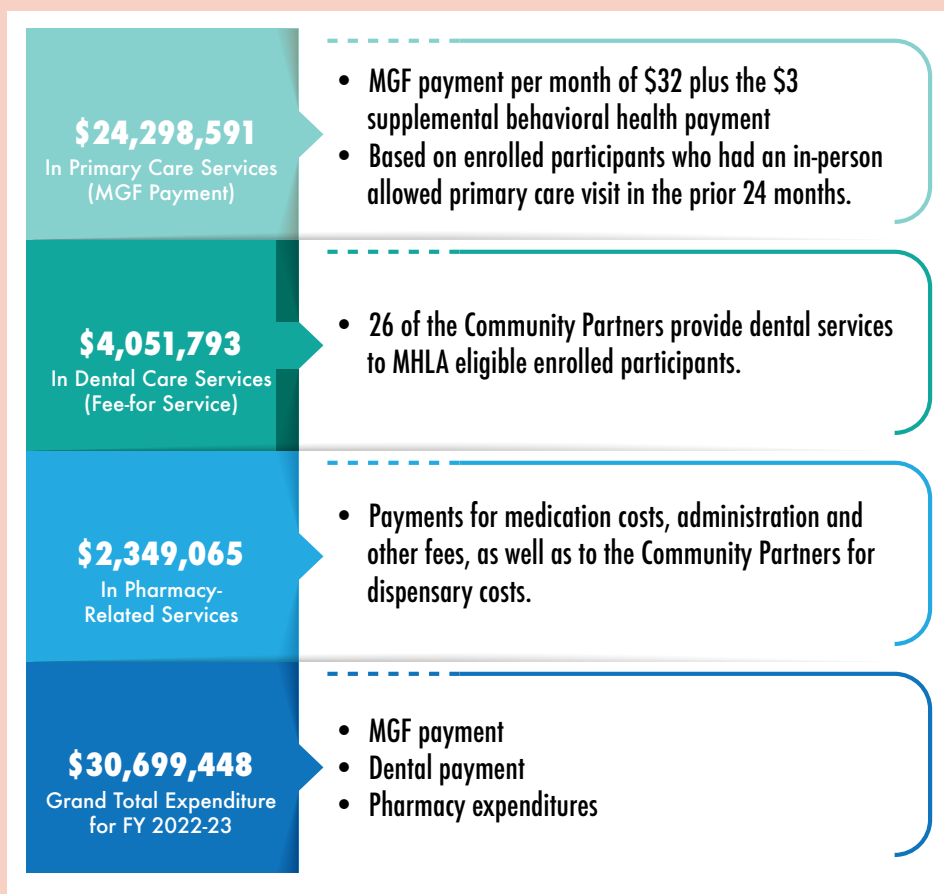 $24,298,591
In Primary Care Services
(MGF Payment)
• MGF payment per month of $32 plus the $3
supplemental behavioral health payment
• Based on enrolled participants who had an in-person
allowed primary care visit in the prior 24 months.
$4,051,793
In Dental Care Services
(Fee-for Service)
• 26 of the Community Partners provide dental services
to MHLA eligible enrolled participants.
$2,349,065
In Pharmacy-
Related Services
• Payments for medication costs, administration and
other fees, as well as to the Community Partners for
dispensary costs.
$30,699,448
Grand Total Expenditure
for FY 2022-23
• MGF payment
• Dental payment
• Pharmacy expenditures